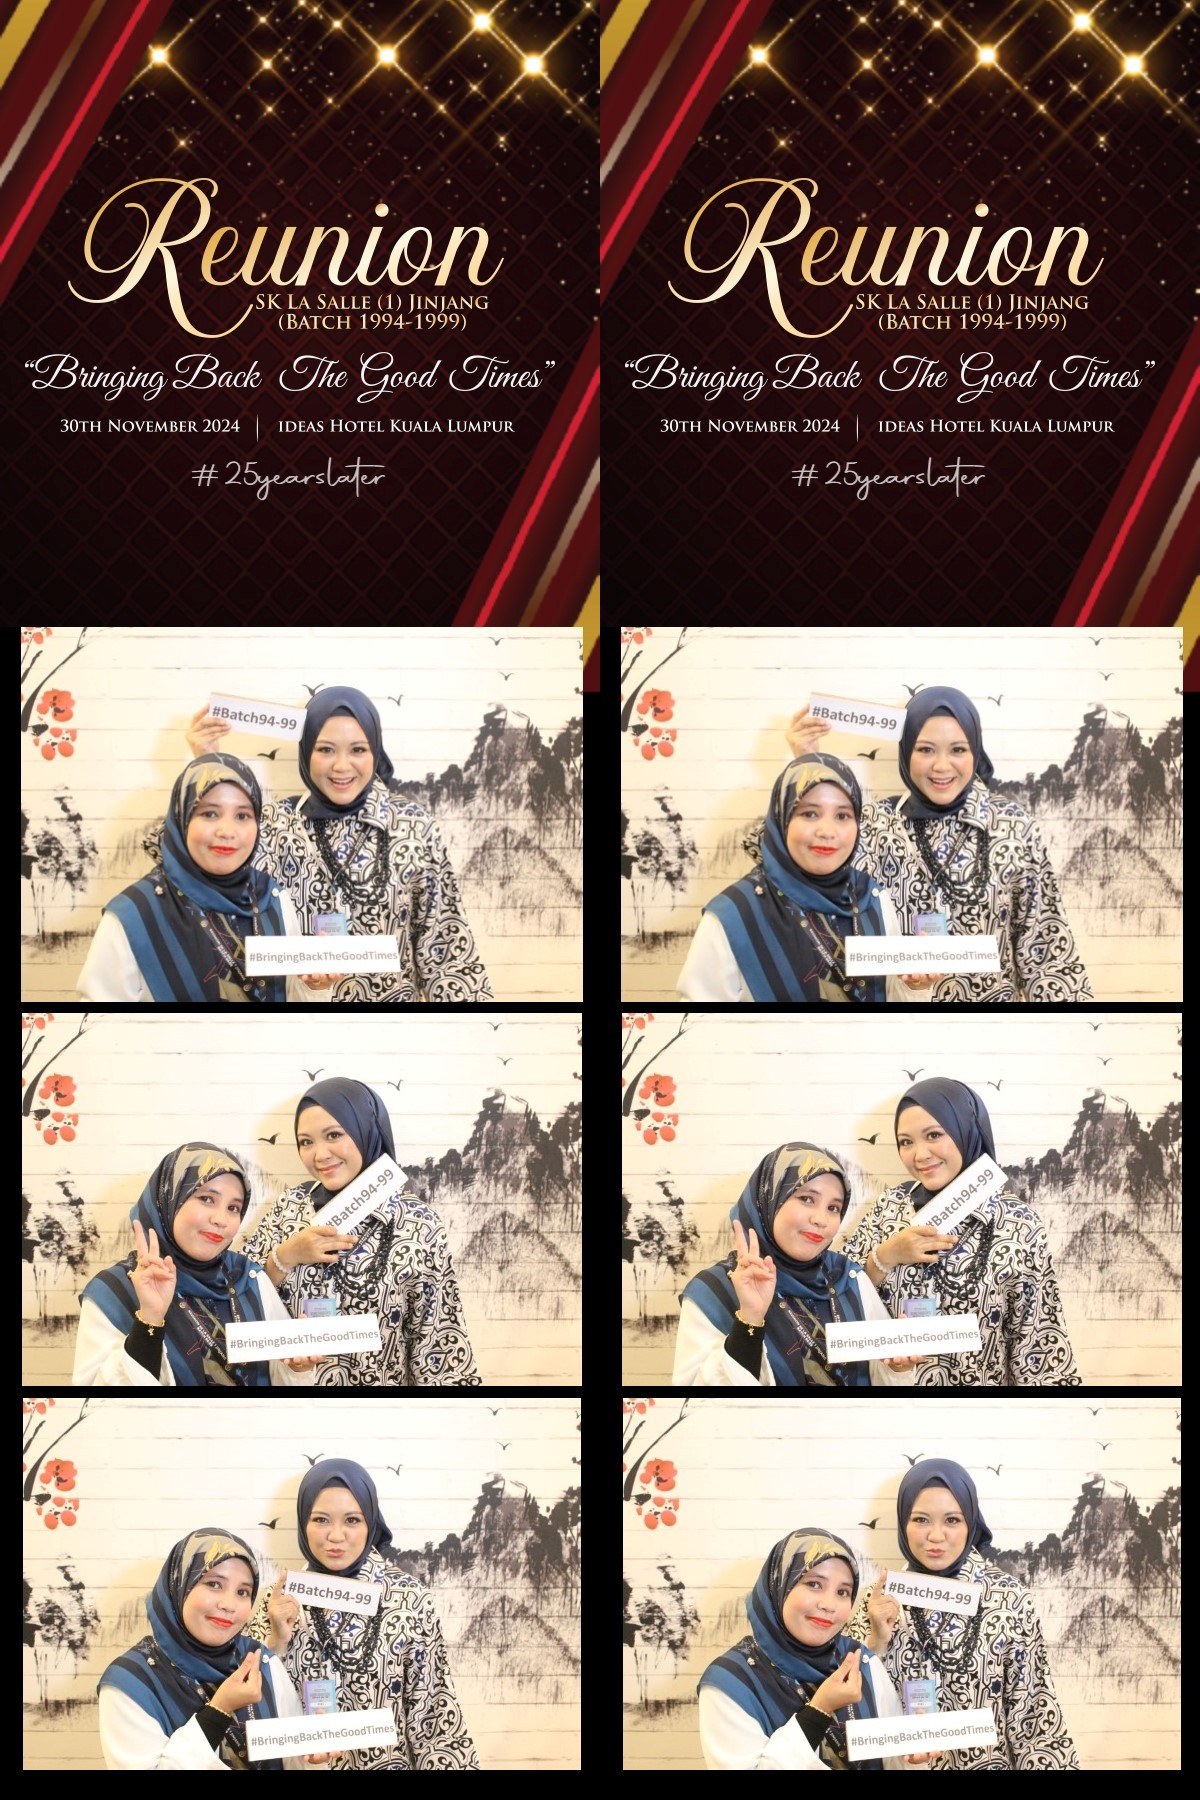 Reunion
SK La Salle (1) Jinjang
(Batch 1994-1999)
"Bringing Back The Good Times"
30th November 2024 | ideas Hotel Kuala Lumpur
#25yearslater
Reunion
SK La Salle (1) Jinjang
(Batch 1994-1999)
"Bringing Back The Good Times"
30th November 2024 | ideas Hotel Kuala Lumpur
#25yearslater
#Batch94-99
#BringingBackTheGoodTimes
#Batch94-99
#BringingBackTheGoodTimes
#Batch94-99
#BringingBackTheGoodTimes
#Batch94-99
#BringingBackTheGoodTimes
#Batch94-99
#BringingBackTheGoodTimes
#Batch94-99
#BringingBackTheGoodTimes